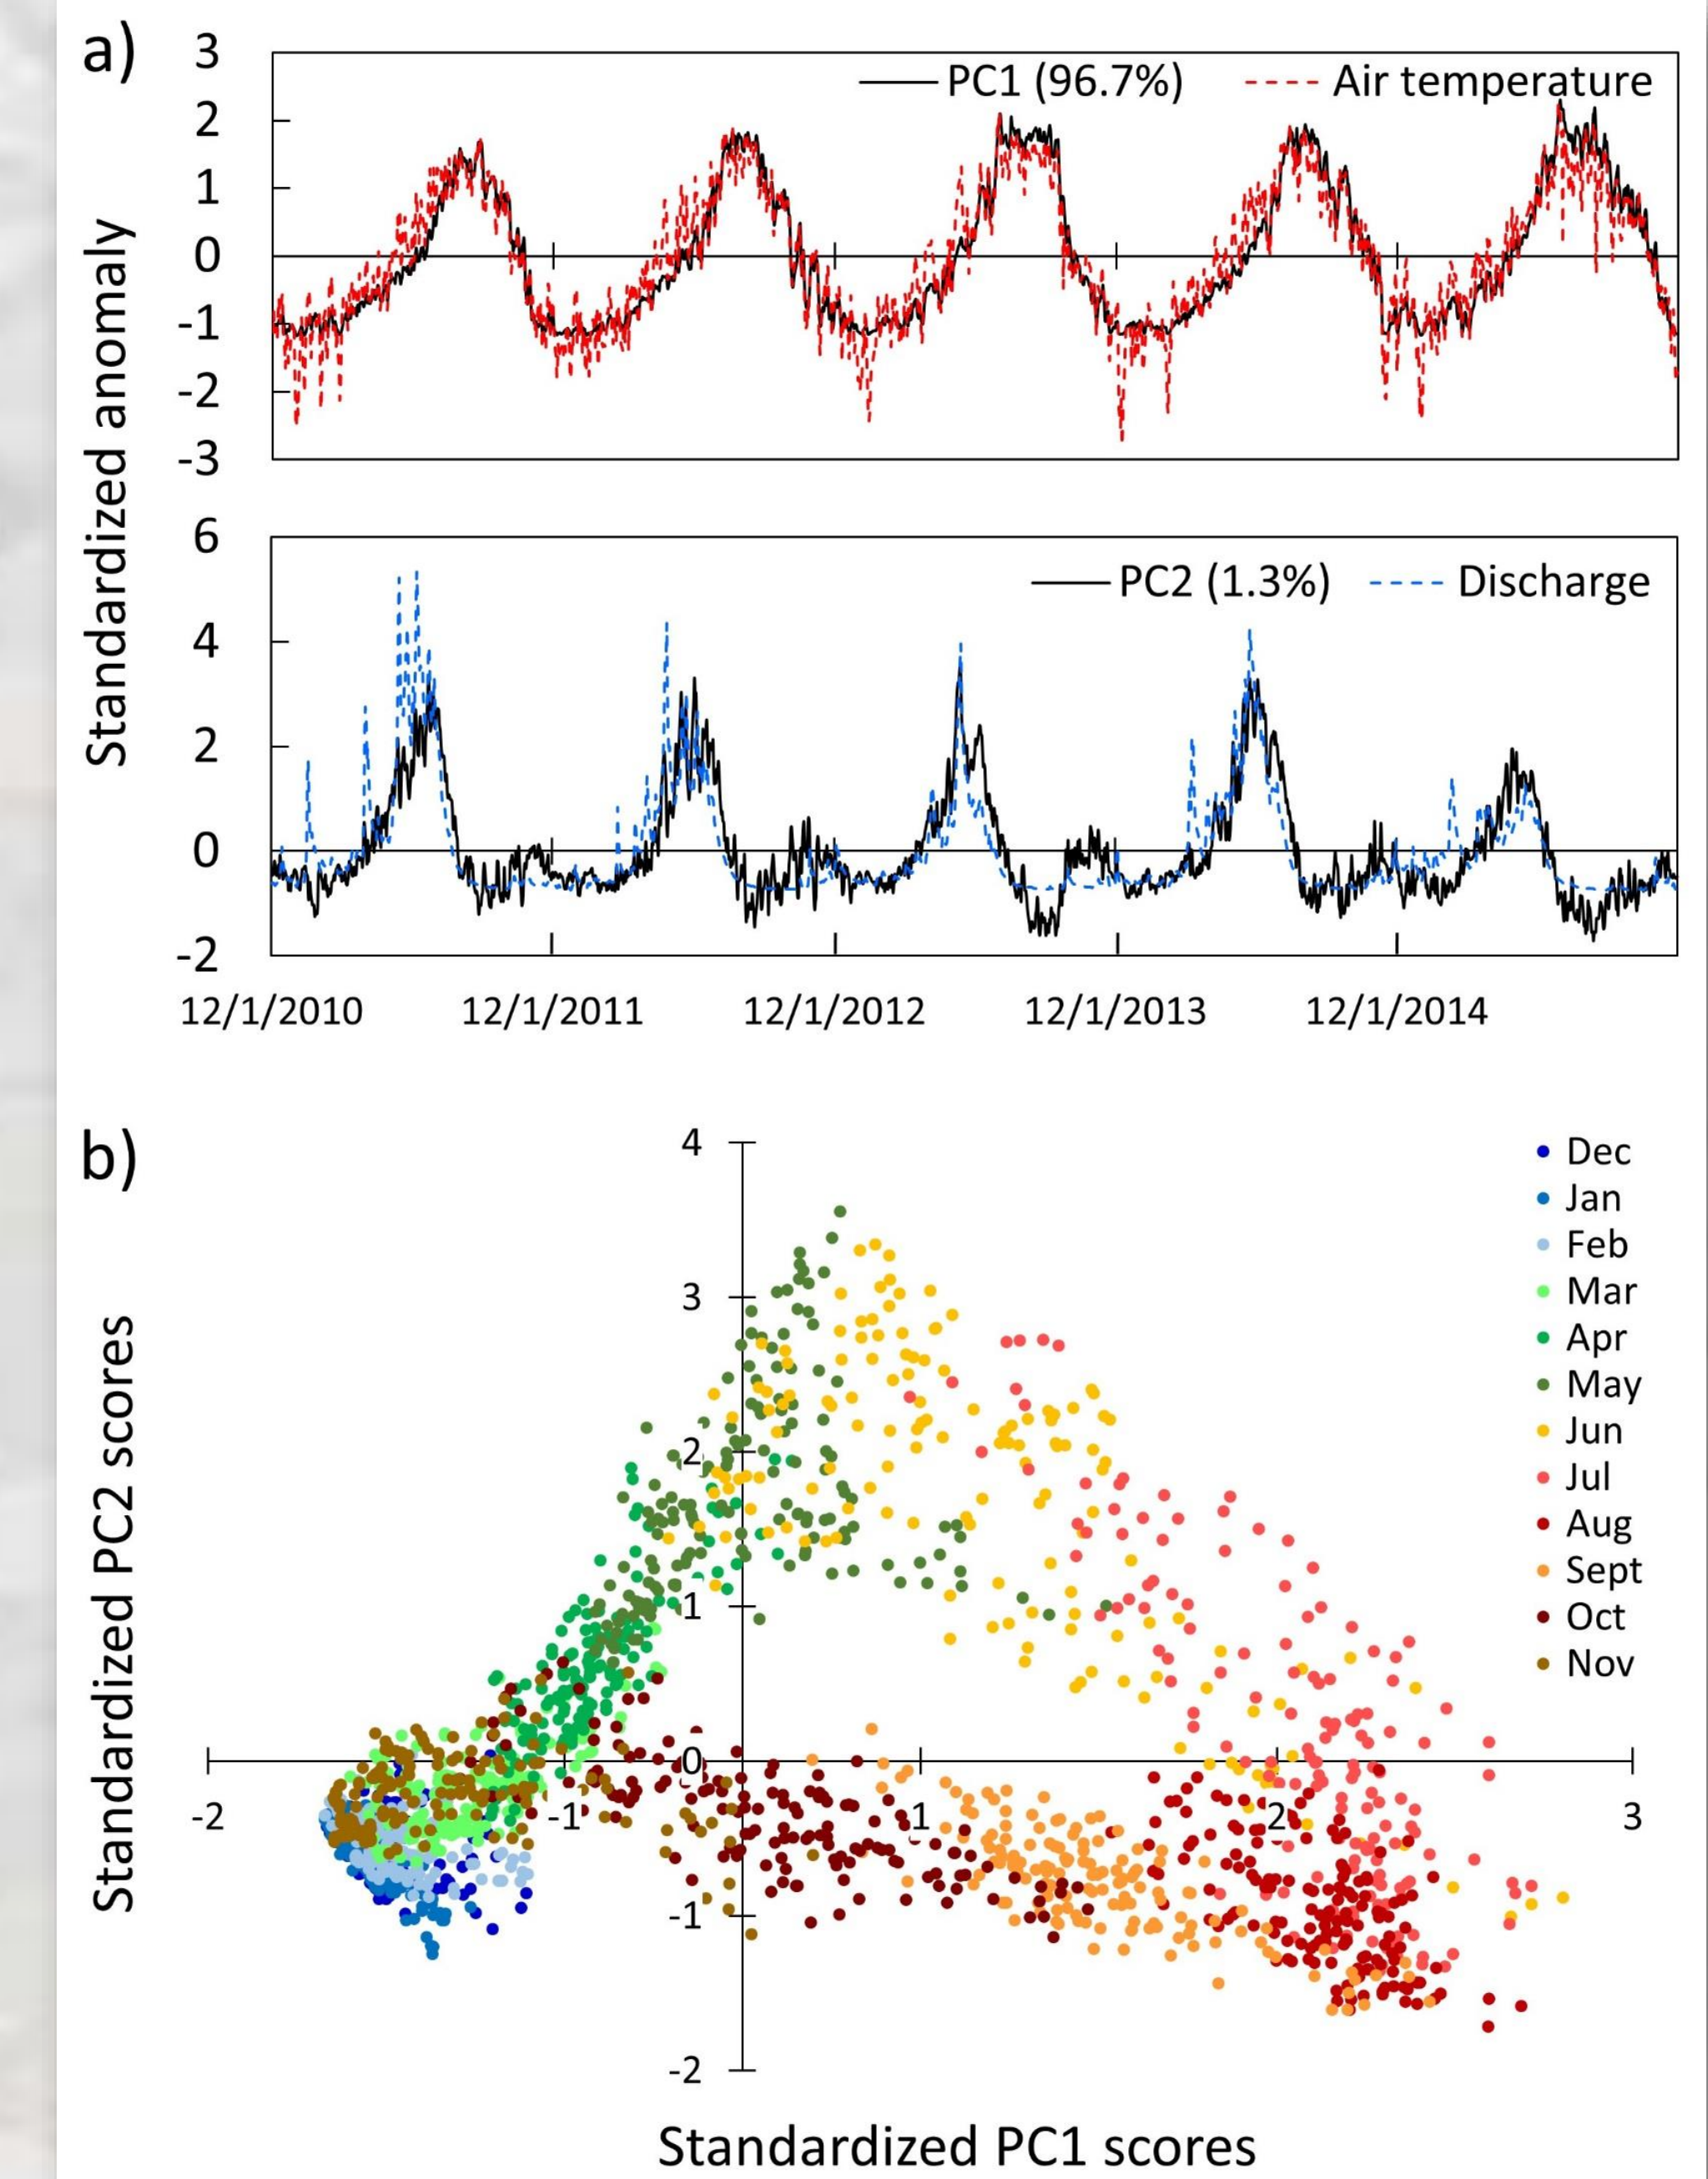 a)
Standardized anomaly
3
2
1
0
-1
-2
-3
PC1 (96.7%) Air temperature
6
4
2
0
-2
PC2 (1.3%) Discharge
12/1/2010 12/1/2011 12/1/2012 12/1/2013 12/1/2014
b)
Standardized PC2 scores
4
3
2
1
0
-1
-2
-2 -1 1 2 3
Standardized PC1 scores
Dec
Jan
Feb
Mar
Apr
May
Jun
Jul
Aug
Sept
Oct
Nov